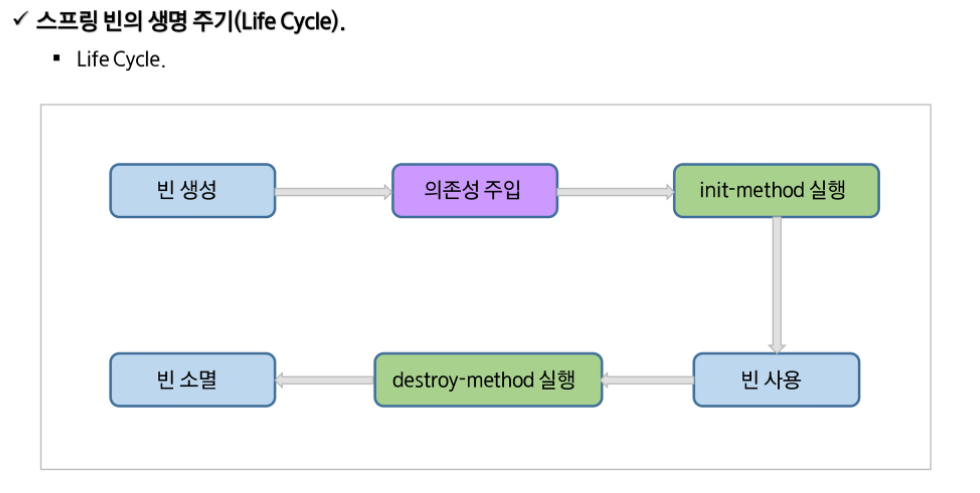 ✓ 스프링 빈의 생명 주기(Life Cycle).
▪ Life Cycle.
빈 생성
의존성 주입
init-method 실행
빈 소멸
destroy-method 실행
빈 사용